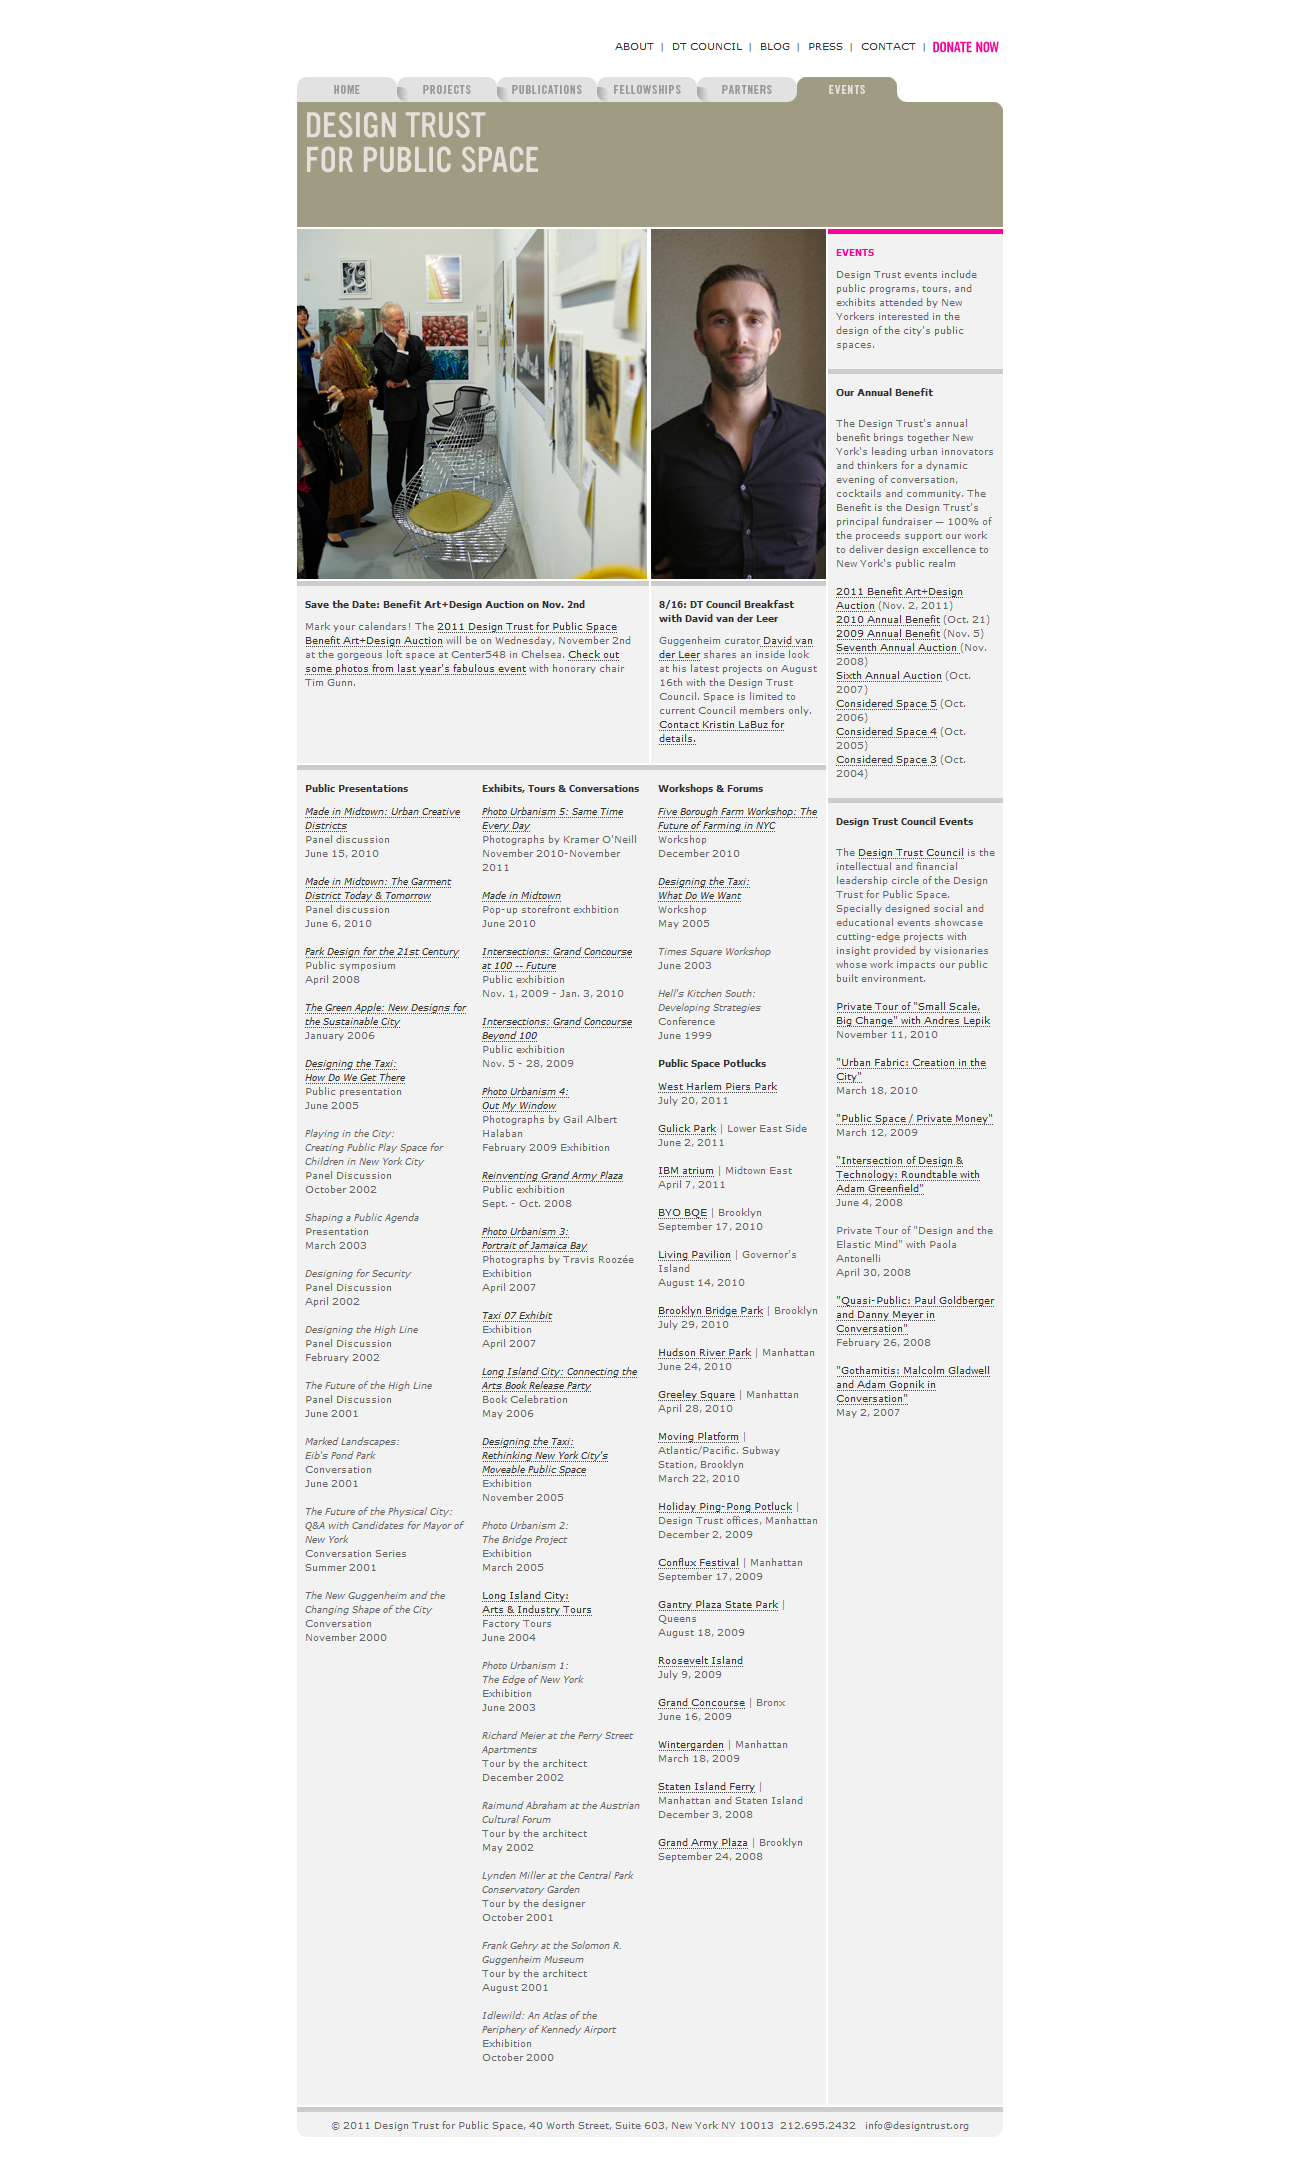 ABOUT | DT COUNCIL | BLOG | PRESS | CONTACT | DONATE NOW
HOME PROJECTS PUBLICATIONS FELLOWSHIPS PARTNERS EVENTS
DESIGN TRUST
FOR PUBLIC SPACE
Save the Date: Benefit Art+Design Auction on Nov. 2nd
Mark your calendars! The 2011 Design Trust for Public Space
Benefit Art+Design Auction will be on Wednesday, November 2nd
at the gorgeous loft space at Center548 in Chelsea. Check out
some photos from last year's fabulous event with honorary chair
Tim Gunn.
8/16: DT Council Breakfast
with David van der Leer
Guggenheim curator David van
der Leer shares an inside look
at his latest projects on August
16th with the Design Trust
Council. Space is limited to
current Council members only.
Contact Kristin LaBuz for
details.
Public Presentations
Made in Midtown: Urban Creative
Districts
Panel discussion
June 15, 2010
Made in Midtown: The Garment
District Today & Tomorrow
Panel discussion
June 6, 2010
Park Design for the 21st Century
Public symposium
April 2008
The Green Apple: New Designs for
the Sustainable City
January 2006
Designing the Taxi:
How Do We Get There
Public presentation
June 2005
Playing in the City:
Creating Public Play Space for
Children in New York City
Panel Discussion
October 2002
Shaping a Public Agenda
Presentation
March 2003
Designing for Security
Panel Discussion
April 2002
Designing the High Line
Panel Discussion
February 2002
The Future of the High Line
Panel Discussion
June 2001
Marked Landscapes:
Eib's Pond Park
Conversation
June 2001
The Future of the Physical City:
Q&A with Candidates for Mayor of
New York
Conversation Series
Summer 2001
The New Guggenheim and the
Changing Shape of the City
Conversation
November 2000
Exhibits, Tours & Conversations
Photo Urbanism 5: Same Time
Every Day
Photographs by Kramer O'Neill
November 2010-November
2011
Made in Midtown
Pop-up storefront exhbition
June 2010
Intersections: Grand Concourse
at 100 -- Future
Public exhibition
Nov. 1, 2009 - Jan. 3, 2010
Intersections: Grand Concourse
Beyond 100
Public exhibition
Nov. 5 - 28, 2009
Photo Urbanism 4:
Out My Window
Photographs by Gail Albert
Halaban
February 2009 Exhibition
Reinventing Grand Army Plaza
Public exhibition
Sept. - Oct. 2008
Photo Urbanism 3:
Portrait of Jamaica Bay
Photographs by Travis Roozée
Exhibition
April 2007
Taxi 07 Exhibit
Exhibition
April 2007
Long Island City: Connecting the
Arts Book Release Party
Book Celebration
May 2006
Designing the Taxi:
Rethinking New York City's
Moveable Public Space
Exhibition
November 2005
Photo Urbanism 2:
The Bridge Project
Exhibition
March 2005
Long Island City:
Arts & Industry Tours
Factory Tours
June 2004
Photo Urbanism 1:
The Edge of New York
Exhibition
June 2003
Richard Meier at the Perry Street
Apartments
Tour by the architect
December 2002
Raimund Abraham at the Austrian
Cultural Forum
Tour by the architect
May 2002
Lynden Miller at the Central Park
Conservatory Garden
Tour by the designer
October 2001
Frank Gehry at the Solomon R.
Guggenheim Museum
Tour by the architect
August 2001
Idlewild: An Atlas of the
Periphery of Kennedy Airport
Exhibition
October 2000
Workshops & Forums
Five Borough Farm Workshop: The
Future of Farming in NYC
Workshop
December 2010
Designing the Taxi:
What Do We Want
Workshop
May 2005
Times Square Workshop
June 2003
Hell's Kitchen South:
Developing Strategies
Conference
June 1999
Public Space Potlucks
West Harlem Piers Park
July 20, 2011
Gulick Park | Lower East Side
June 2, 2011
IBM atrium | Midtown East
April 7, 2011
BYO BQE | Brooklyn
September 17, 2010
Living Pavilion | Governor's
Island
August 14, 2010
Brooklyn Bridge Park | Brooklyn
July 29, 2010
Hudson River Park | Manhattan
June 24, 2010
Greeley Square | Manhattan
April 28, 2010
Moving Platform |
Atlantic/Pacific. Subway
Station, Brooklyn
March 22, 2010
Holiday Ping-Pong Potluck |
Design Trust offices, Manhattan
December 2, 2009
Conflux Festival | Manhattan
September 17, 2009
Gantry Plaza State Park |
Queens
August 18, 2009
Roosevelt Island
July 9, 2009
Grand Concourse | Bronx
June 16, 2009
Wintergarden | Manhattan
March 18, 2009
Staten Island Ferry |
Manhattan and Staten Island
December 3, 2008
Grand Army Plaza | Brooklyn
September 24, 2008
EVENTS
Design Trust events include
public programs, tours, and
exhibits attended by New
Yorkers interested in the
design of the city's public
spaces.
Our Annual Benefit
The Design Trust's annual
benefit brings together New
York's leading urban innovators
and thinkers for a dynamic
evening of conversation,
cocktails and community. The
Benefit is the Design Trust's
principal fundraiser — 100% of
the proceeds support our work
to deliver design excellence to
New York's public realm
2011 Benefit Art+Design
Auction (Nov. 2, 2011)
2010 Annual Benefit (Oct. 21)
2009 Annual Benefit (Nov. 5)
Seventh Annual Auction (Nov.
2008)
Sixth Annual Auction (Oct.
2007)
Considered Space 5 (Oct.
2006)
Considered Space 4 (Oct.
2005)
Considered Space 3 (Oct.
2004)
Design Trust Council Events
The Design Trust Council is the
intellectual and financial
leadership circle of the Design
Trust for Public Space.
Specially designed social and
educational events showcase
cutting-edge projects with
insight provided by visionaries
whose work impacts our public
built environment.
Private Tour of "Small Scale,
Big Change" with Andres Lepik
November 11, 2010
"Urban Fabric: Creation in the
City"
March 18, 2010
"Public Space / Private Money"
March 12, 2009
"Intersection of Design &
Technology: Roundtable with
Adam Greenfield"
June 4, 2008
Private Tour of "Design and the
Elastic Mind" with Paola
Antonelli
April 30, 2008
"Quasi-Public: Paul Goldberger
and Danny Meyer in
Conversation"
February 26, 2008
"Gothamitis: Malcolm Gladwell
and Adam Gopnik in
Conversation"
May 2, 2007
© 2011 Design Trust for Public Space, 40 Worth Street, Suite 603, New York NY 10013 212.695.2432 info@designtrust.org